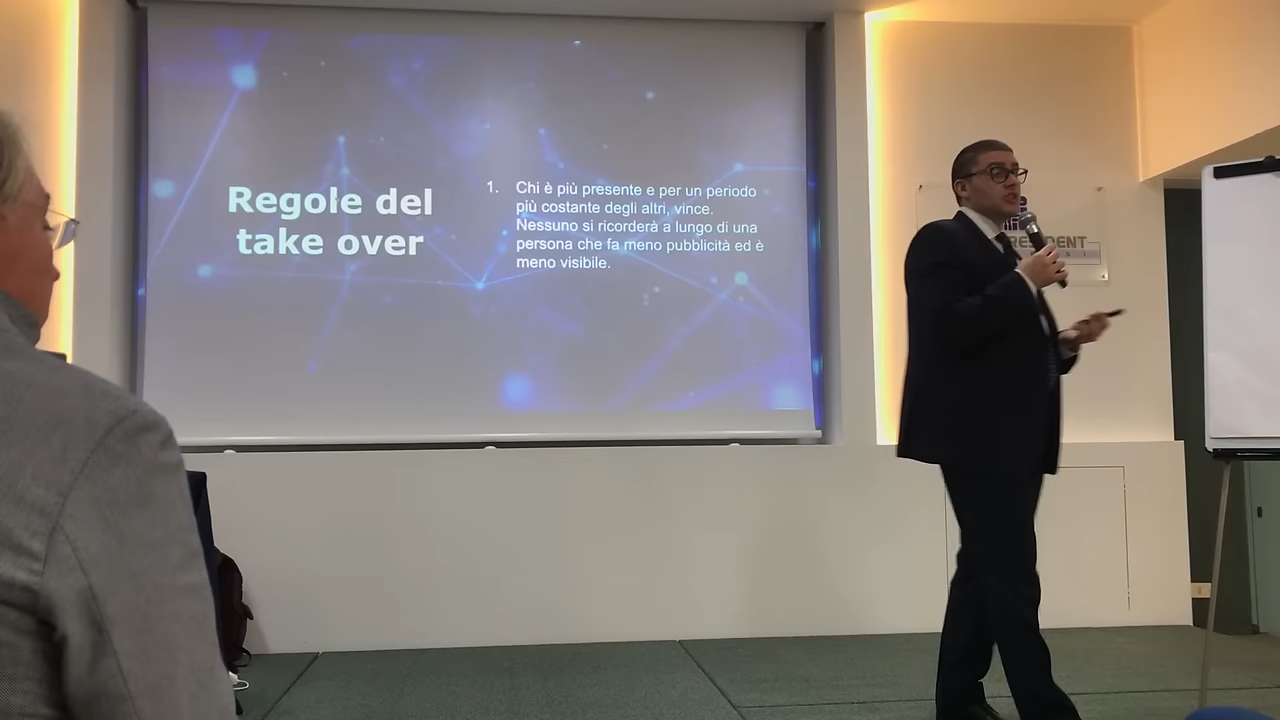 Regole del
take over
1. Chi è più presente e per un periodo
più costante degli altri, vince.
Nessuno si ricorderà a lungo di una
persona che fa meno pubblicità ed è
meno visibile.